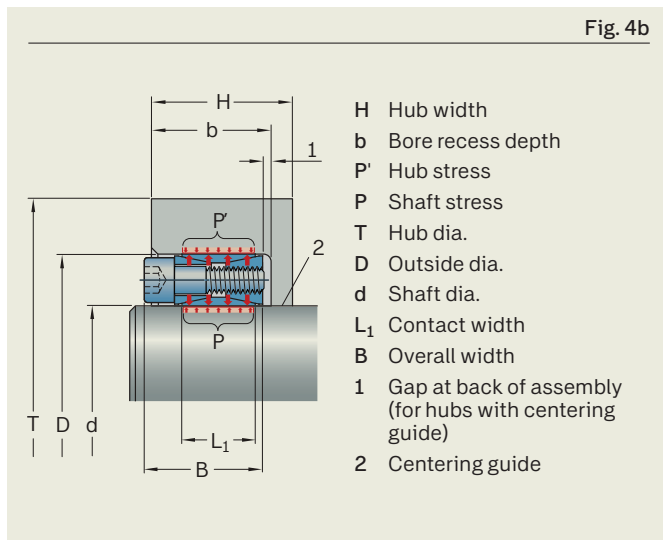 Fig. 4b
H
b
1
P'
2
P
T D d
L₁
B
H Hub width
b Bore recess depth
P' Hub stress
P Shaft stress
T Hub dia.
D Outside dia.
d Shaft dia.
L₁ Contact width
B Overall width
1 Gap at back of assembly
(for hubs with centering
guide)
2 Centering guide